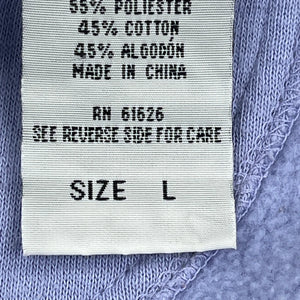 55% POLIESTER
45% COTTON
45% ALGODÓN
MADE IN CHINA
RN 61626
SEE REVERSE SIDE FOR CARE
SIZE L